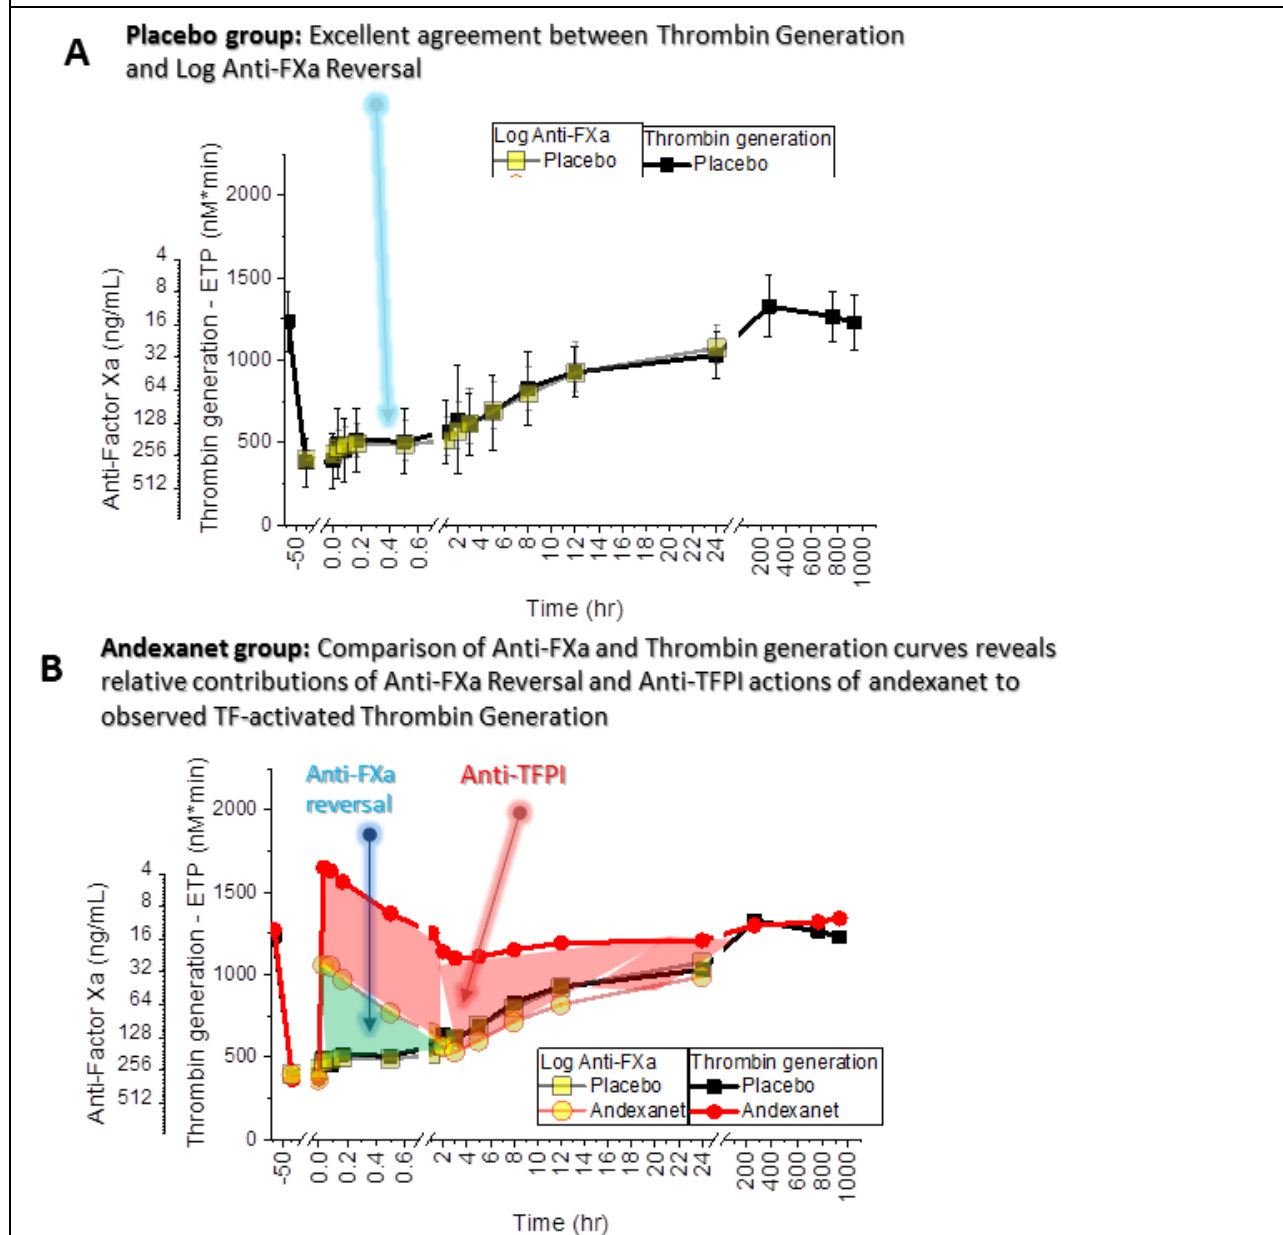 A
Placebo group: Excellent agreement between Thrombin Generation
and Log Anti-FXa Reversal
Log Anti-FXa
Placebo
Thrombin generation
Placebo
Anti-Factor Xa (ng/mL)
4
8
16
32
64
128
256
512
Thrombin generation - ETP (nM*min)
2000
1500
1000
500
0
-50 0.0 0.2 0.4 0.6 2 4 6 8 10 12 14 16 18 20 22 24 200 400 600 800 1000
Time (hr)
B
Andexanet group: Comparison of Anti-FXa and Thrombin generation curves reveals
relative contributions of Anti-FXa Reversal and Anti-TFPI actions of andexanet to
observed TF-activated Thrombin Generation
Anti-FXa
reversal
Anti-TFPI
Anti-Factor Xa (ng/mL)
4
8
16
32
64
128
256
512
Thrombin generation - ETP (nM*min)
2000
1500
1000
500
0
Log Anti-FXa
Placebo
Andexanet
Thrombin generation
Placebo
Andexanet
-50 0.0 0.2 0.4 0.6 2 4 6 8 10 12 14 16 18 20 22 24 200 400 600 800 1000
Time (hr)